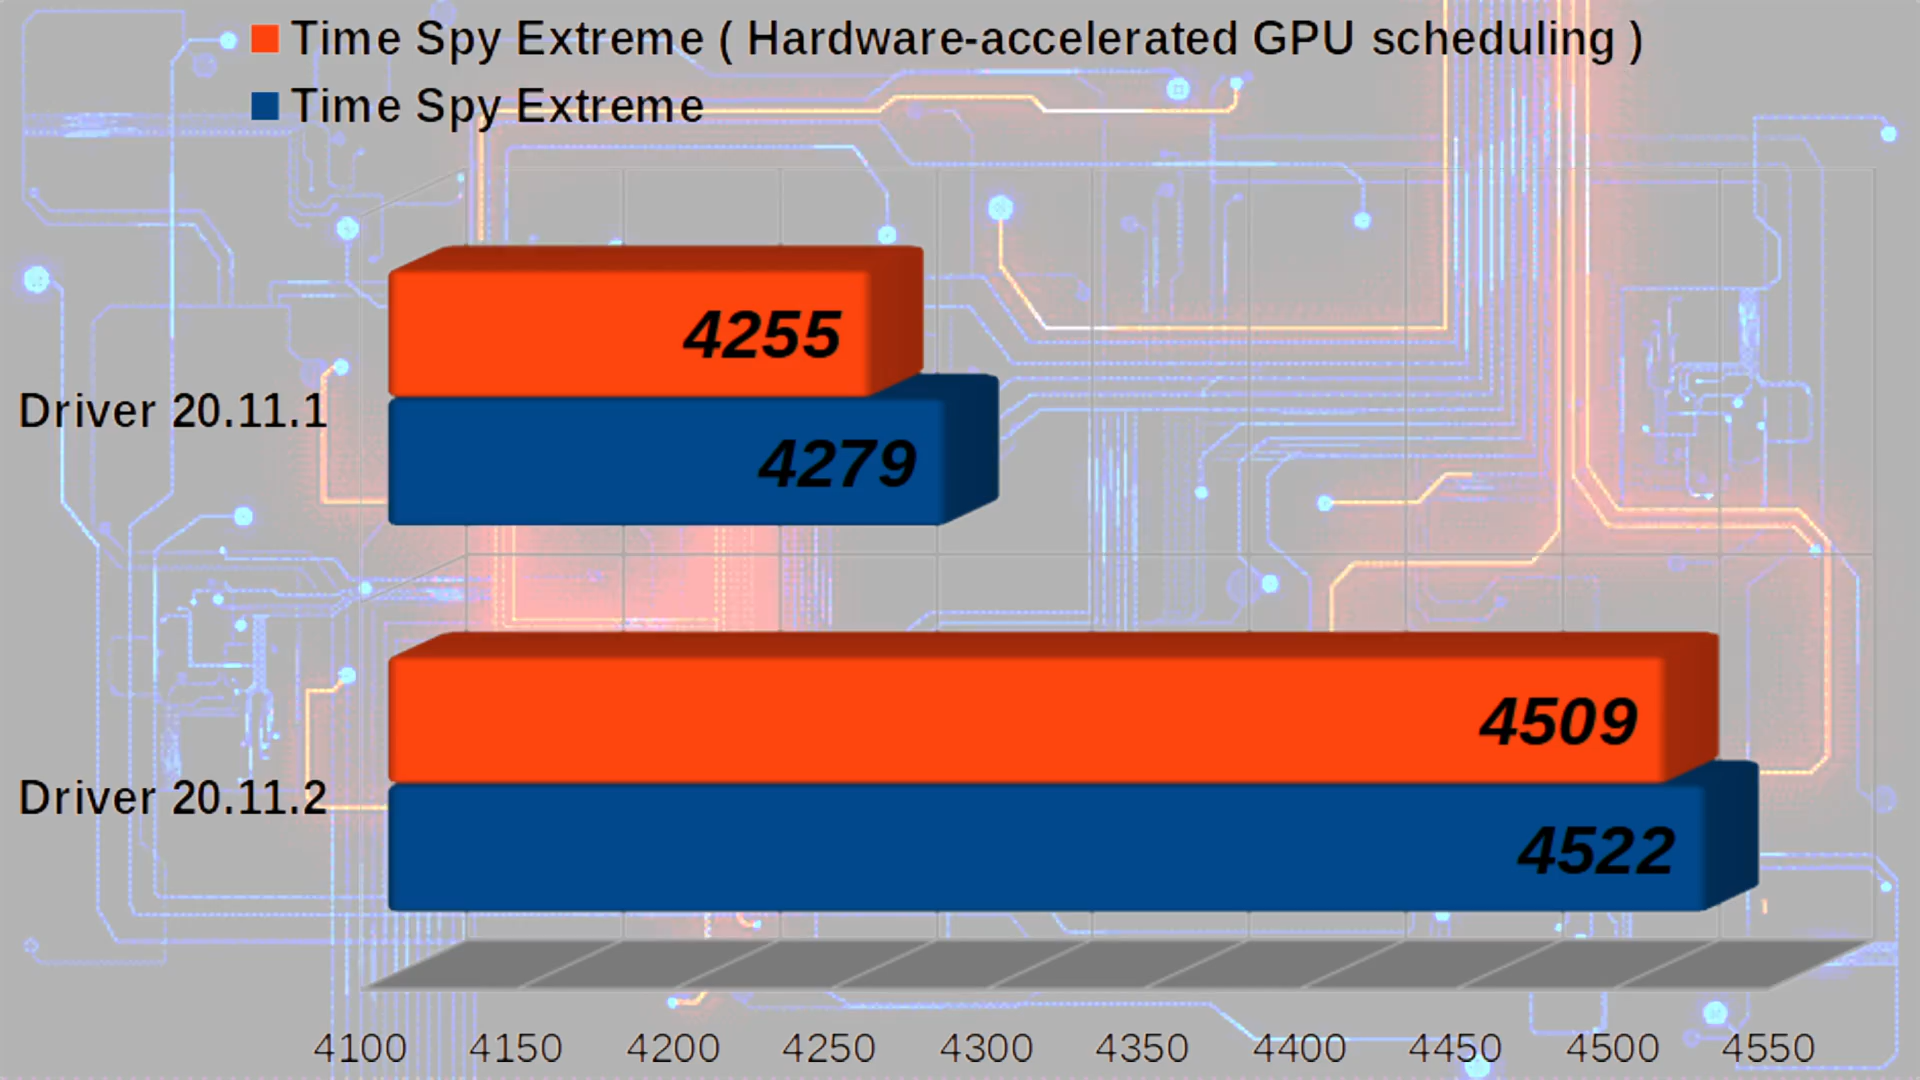 Time Spy Extreme ( Hardware-accelerated GPU scheduling )
Time Spy Extreme
4255
Driver 20.11.1
4279
4509
Driver 20.11.2
4522
4100 4150 4200 4250 4300 4350 4400 4450 4500 4550